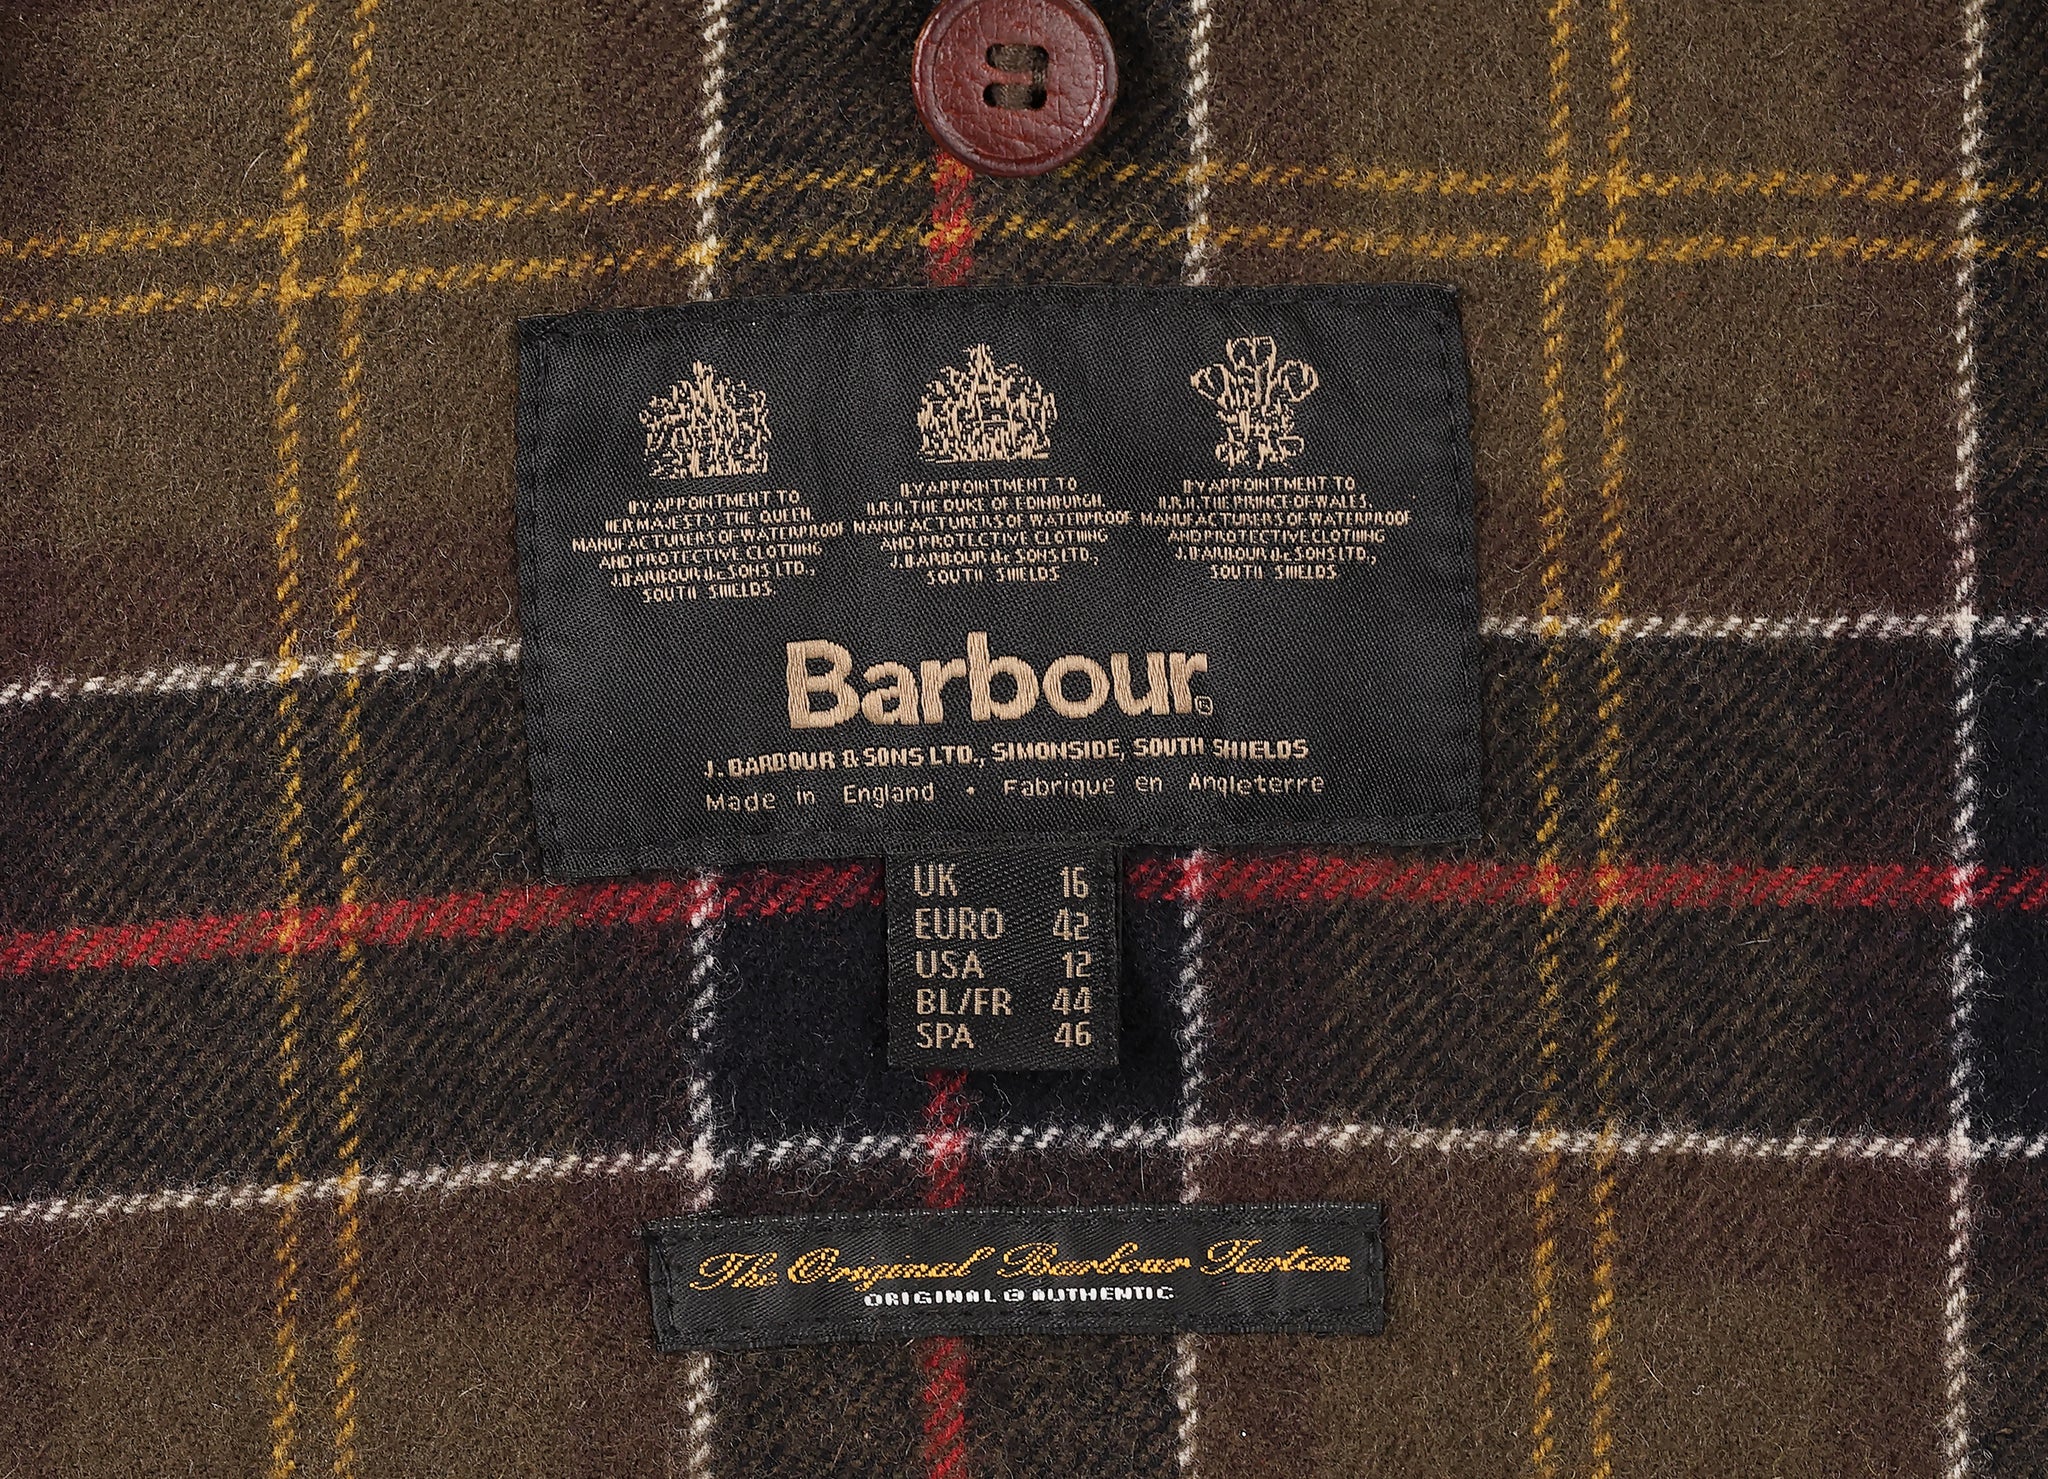 BY APPOINTMENT TO
HER MAJESTY THE QUEEN
MANUFACTURERS OF WATERPROOF
AND PROTECTIVE CLOTHING
J. BARBOUR & SONS LTD.,
SOUTH SHIELDS.
BY APPOINTMENT TO
H.R.H. THE DUKE OF EDINBURGH,
MANUFACTURERS OF WATERPROOF
AND PROTECTIVE CLOTHING
J. BARBOUR & SONS LTD.,
SOUTH SHIELDS
BY APPOINTMENT TO
H.R.H. THE PRINCE OF WALES,
MANUFACTURERS OF WATERPROOF
AND PROTECTIVE CLOTHING
J. BARBOUR & SONS LTD.,
SOUTH SHIELDS
Barbour®
J. BARBOUR & SONS LTD., SIMONSIDE, SOUTH SHIELDS
Made in England • Fabrique en Angleterre
UK 16
EURO 42
USA 12
BL/FR 44
SPA 46
The Original Barbour Tartan
ORIGINAL & AUTHENTIC